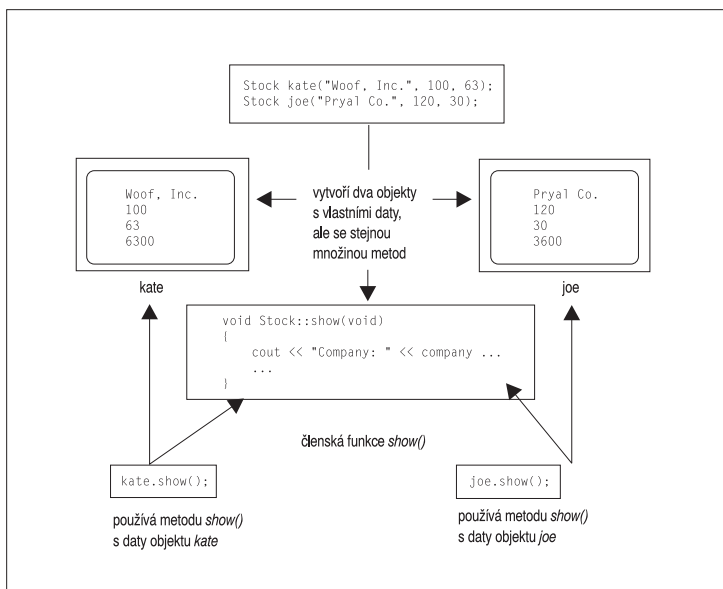 Stock kate("Woof, Inc.", 100, 63);
Stock joe("Pryal Co.", 120, 30);
Woof, Inc.
100
63
6300
kate
vytvoří dva objekty
s vlastními daty,
ale se stejnou
množinou metod
Pryal Co.
120
30
3600
joe
void Stock::show(void)
{
cout << "Company: " << company ...
...
}
členská funkce show()
kate.show();
používá metodu show()
s daty objektu kate
joe.show();
používá metodu show()
s daty objektu joe